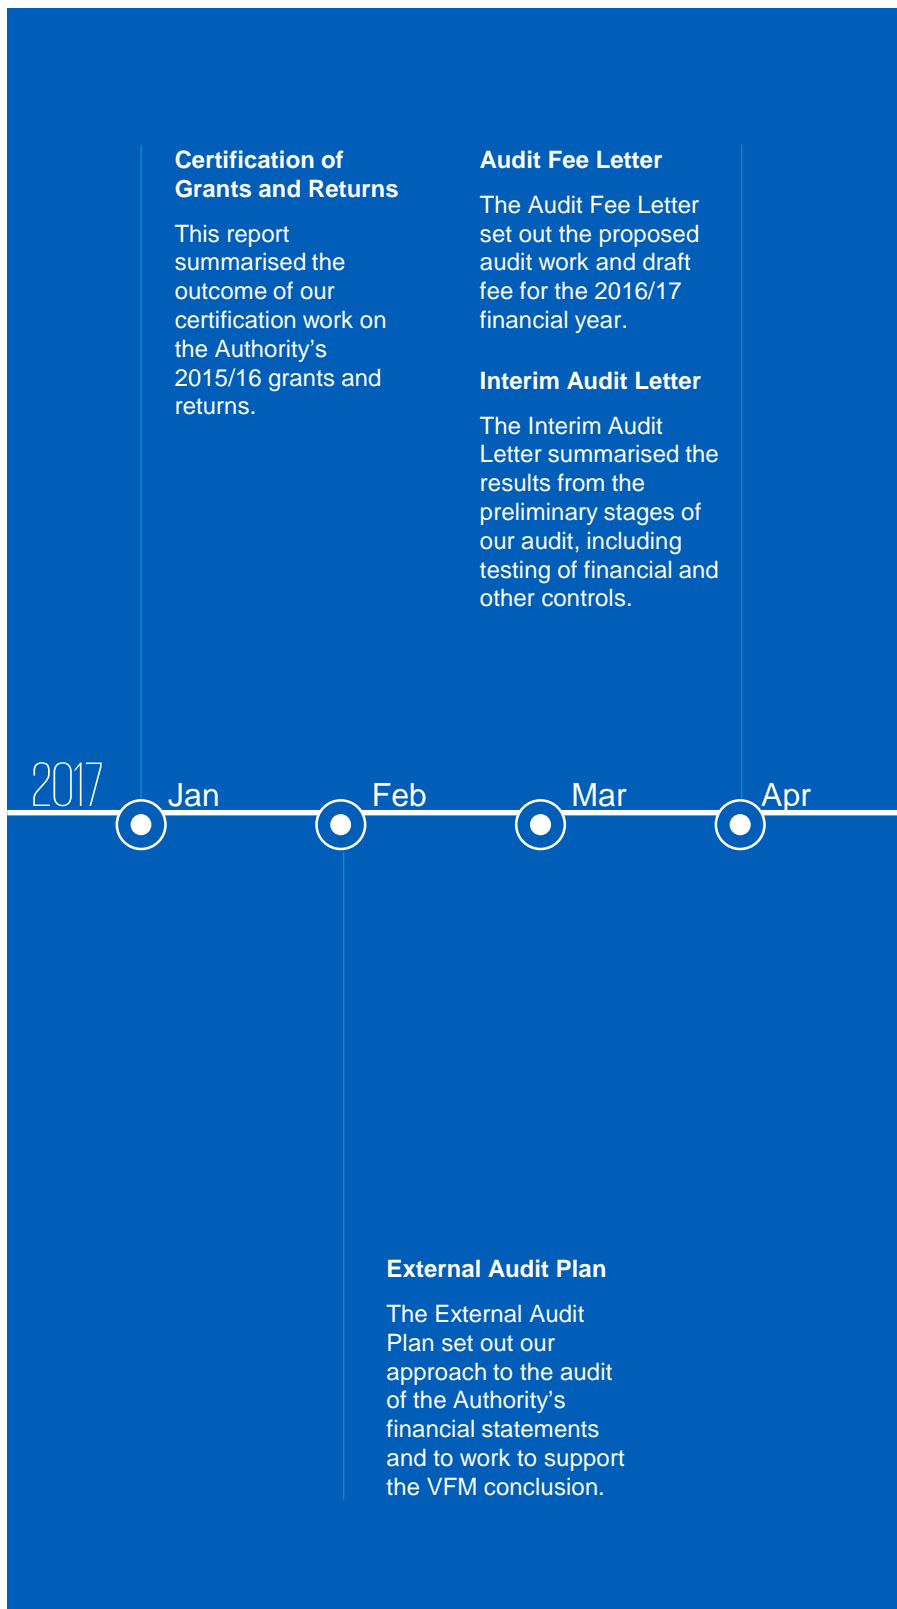 Certification of
Grants and Returns
This report
summarised the
outcome of our
certification work on
the Authority’s
2015/16 grants and
returns.
Audit Fee Letter
The Audit Fee Letter
set out the proposed
audit work and draft
fee for the 2016/17
financial year.
Interim Audit Letter
The Interim Audit
Letter summarised the
results from the
preliminary stages of
our audit, including
testing of financial and
other controls.
2017
Jan
Feb
Mar
Apr
External Audit Plan
The External Audit
Plan set out our
approach to the audit
of the Authority’s
financial statements
and to work to support
the VFM conclusion.